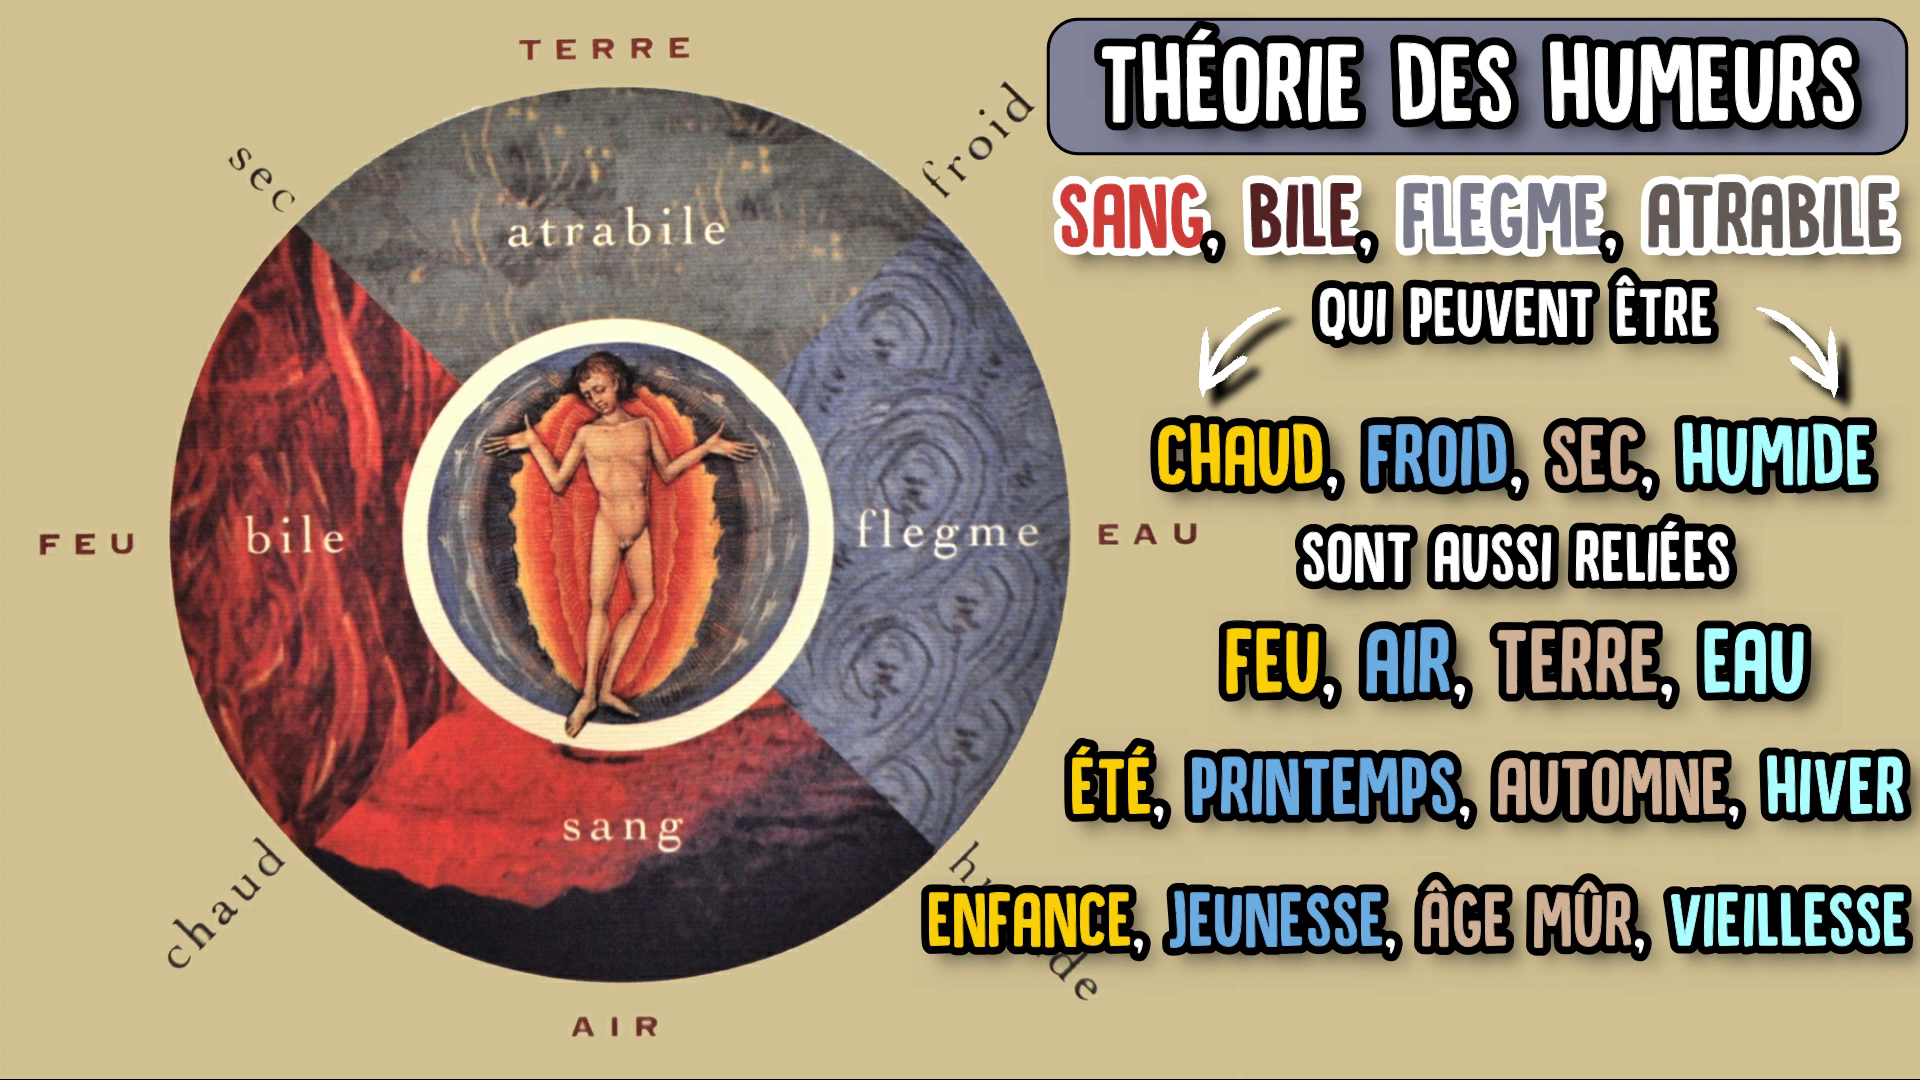 TERRE
sec
froid
atrabile
FEU
bile
flegme
EAU
sang
chaud
AIR
THÉORIE DES HUMEURS
SANG, BILE, FLEGME, ATRABILE
QUI PEUVENT ÊTRE
CHAUD, FROID, SEC, HUMIDE
SONT AUSSI RELIÉES
FEU, AIR, TERRE, EAU
ÉTÉ, PRINTEMPS, AUTOMNE, HIVER
ENFANCE, JEUNESSE, ÂGE MÛR, VIEILLESSE